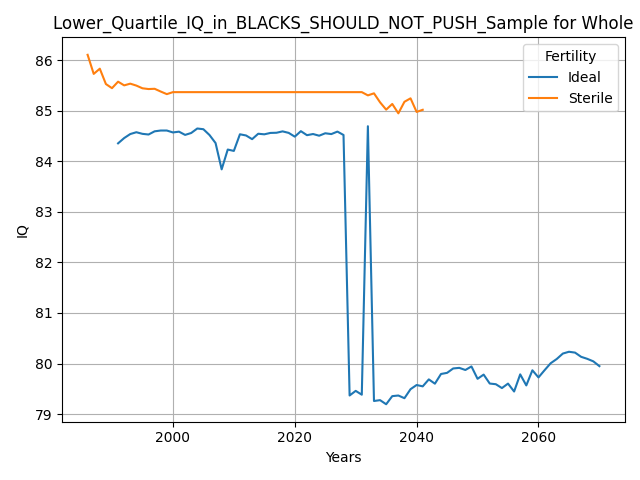 Lower_Quartile_IQ_in_BLACKS_SHOULD_NOT_PUSH_Sample for Whole
Fertility
Ideal
Sterile
IQ
86
85
84
83
82
81
80
79
2000 2020 2040 2060
Years